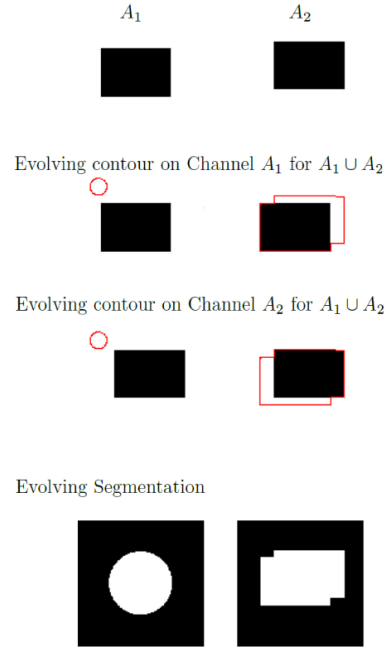 A₁ A₂
Evolving contour on Channel A₁ for A₁ ∪ A₂
Evolving contour on Channel A₂ for A₁ ∪ A₂
Evolving Segmentation